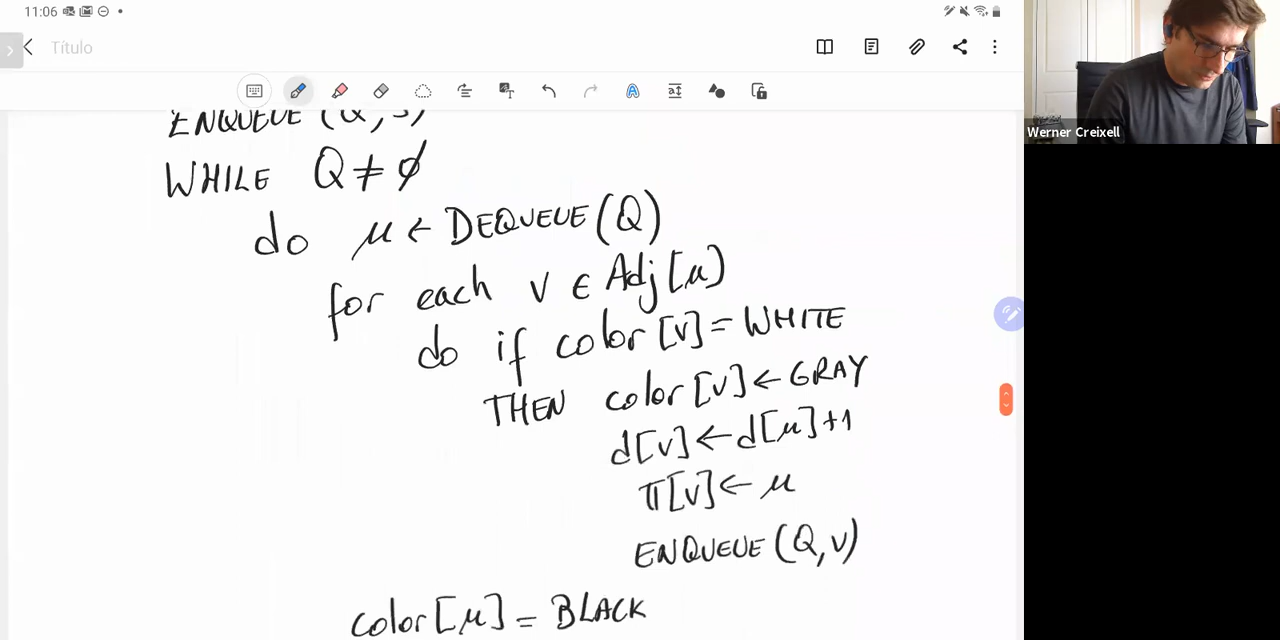 11:06
Título
Werner Creixell
ENQUEUE (Q, s)
WHILE Q ≠ ∅
do μ ← DEQUEUE (Q)
for each v ∈ Adj [μ]
do if color [v] = WHITE
THEN color [v] ← GRAY
d[v] ← d[μ] + 1
π[v] ← μ
ENQUEUE (Q, v)
color [μ] = BLACK